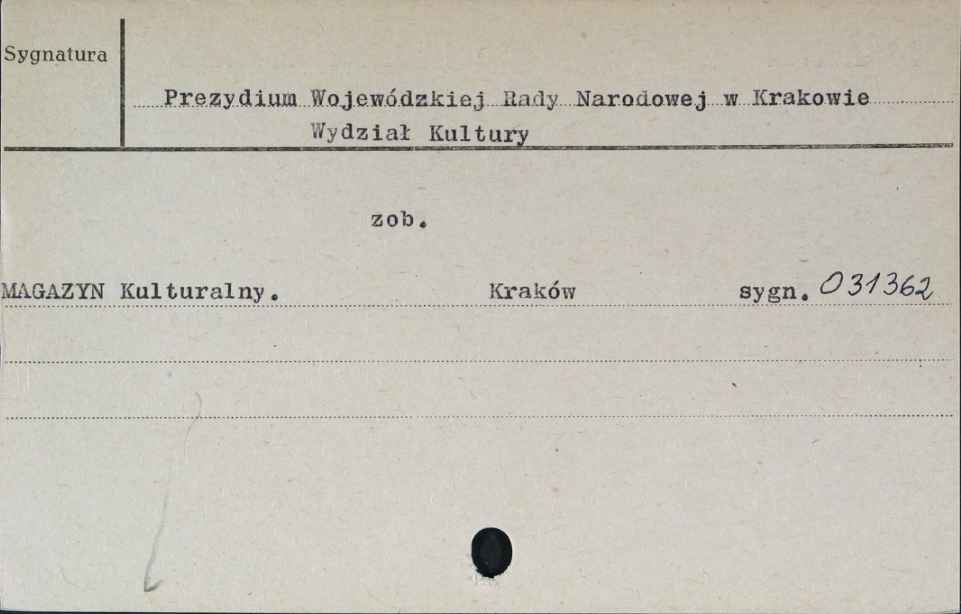 Sygnatura
Prezydium Wojewódzkiej Rady Narodowej w Krakowie
Wydział Kultury
zob.
MAGAZYN Kulturalny. Kraków sygn. 031362